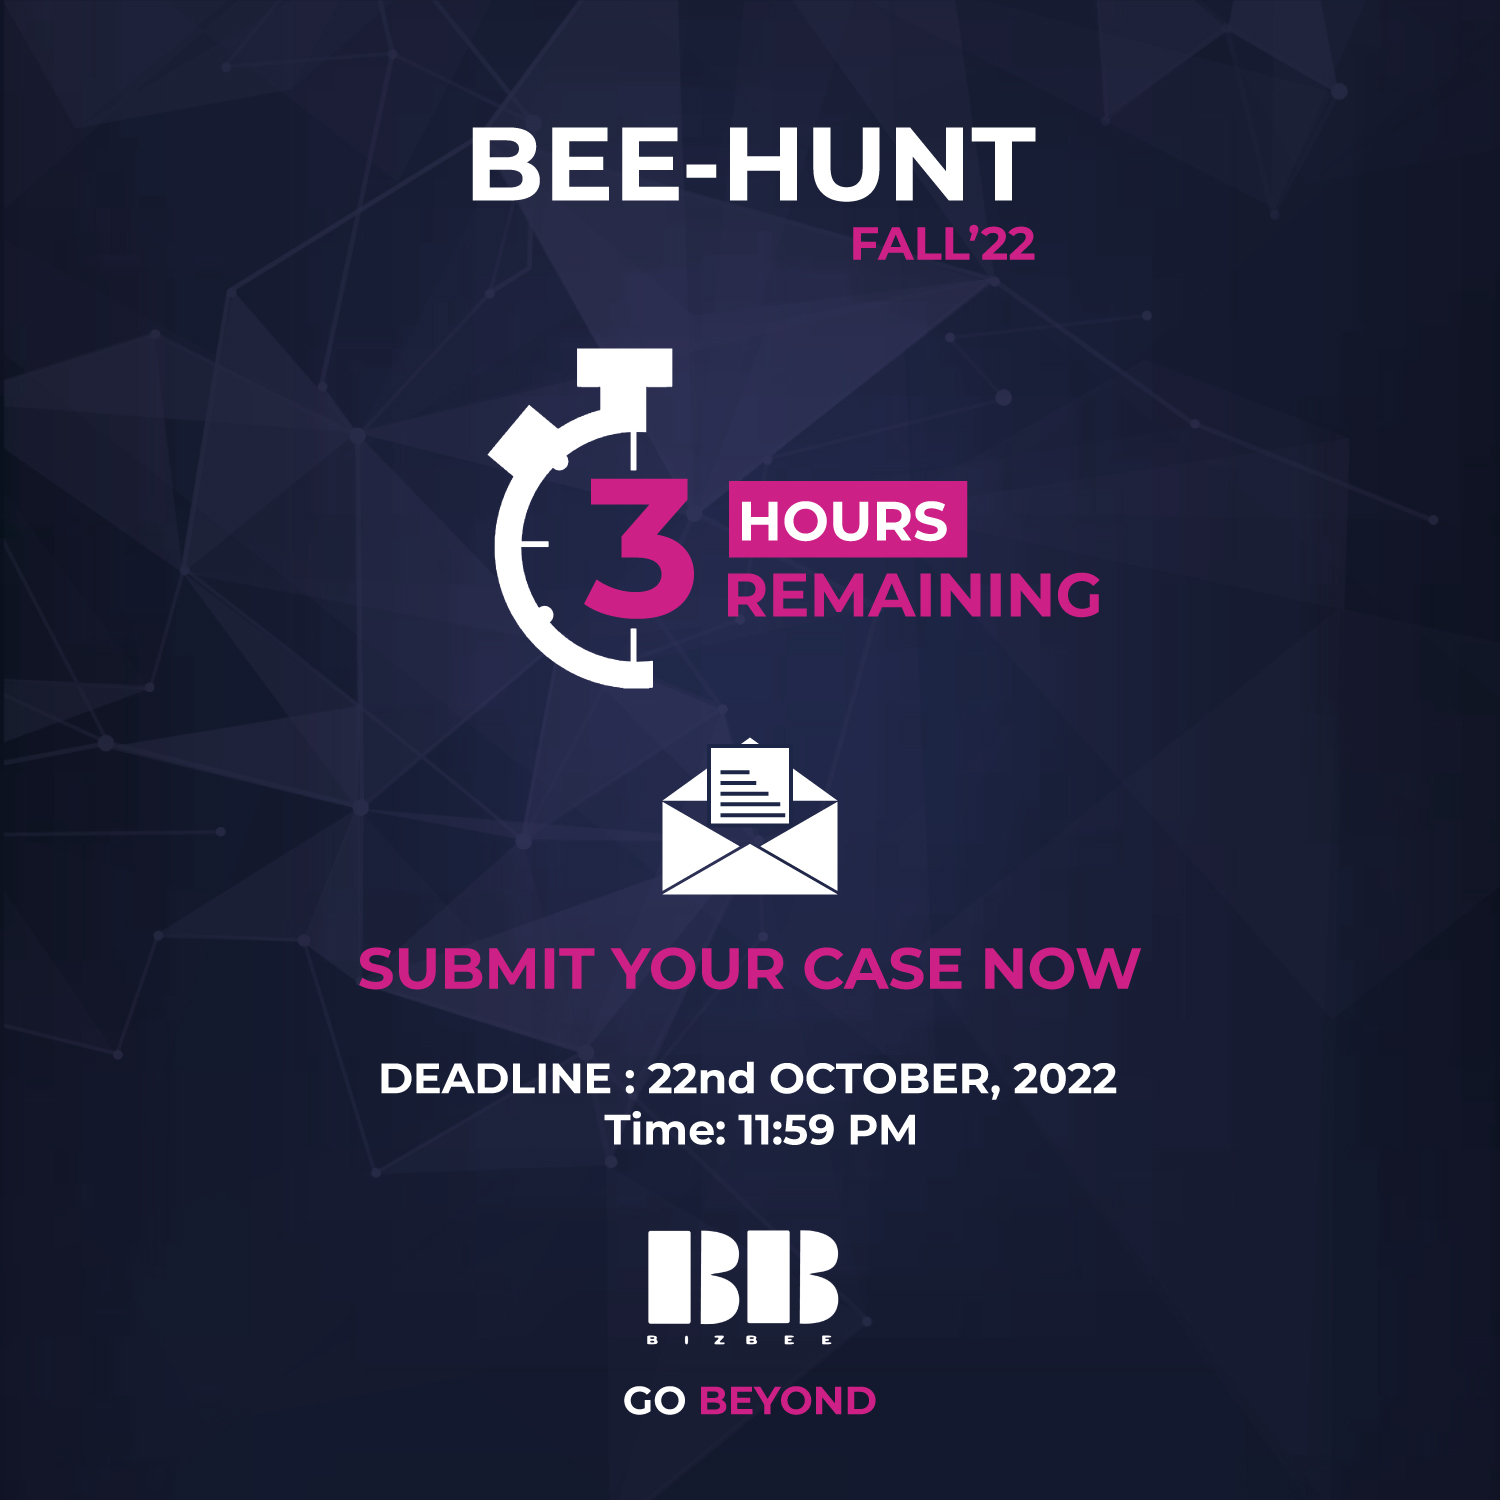 BEE-HUNT
FALL’22
3 HOURS
REMAINING
SUBMIT YOUR CASE NOW
DEADLINE : 22nd OCTOBER, 2022
Time: 11:59 PM
BB
BIZBEE
GO BEYOND